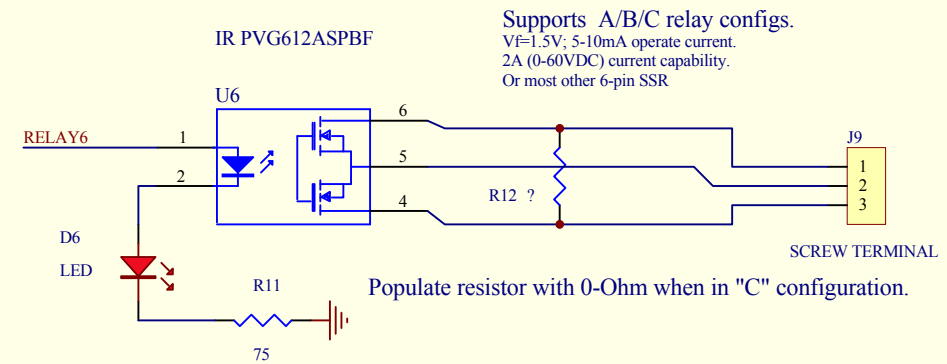 Supports A/B/C relay configs.
IR PVG612ASPBF
Vf=1.5V; 5-10mA operate current.
2A (0-60VDC) current capability.
Or most other 6-pin SSR
U6
RELAY6
1
2
6
5
4
R12 ?
J9
1
2
3
SCREW TERMINAL
D6
LED
R11
75
Populate resistor with 0-Ohm when in "C" configuration.